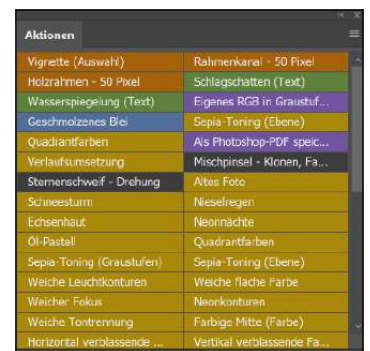 Aktionen
Vignette (Auswahl) Rahmenkanal - 50 Pixel
Holzrahmen - 50 Pixel Schlagschatten (Text)
Wasserspiegelung (Text) Eigenes RGB in Graustuf...
Geschmolzenes Blei Sepia-Toning (Ebene)
Quadrantfarben Als Photoshop-PDF speic...
Verlaufsumsetzung Mischpinsel - Klonen, Fa...
Sternenschweif - Drehung Altes Foto
Schneesturm Nieselregen
Echsenhaut Neonnächte
Öl-Pastell Quadrantfarben
Sepia-Toning (Graustufen) Sepia-Toning (Ebene)
Weiche Leuchtkonturen Weiche flache Farbe
Weicher Fokus Neonkonturen
Weiche Tontrennung Farbige Mitte (Farbe)
Horizontal verblassende ... Vertikal verblassende Fa...